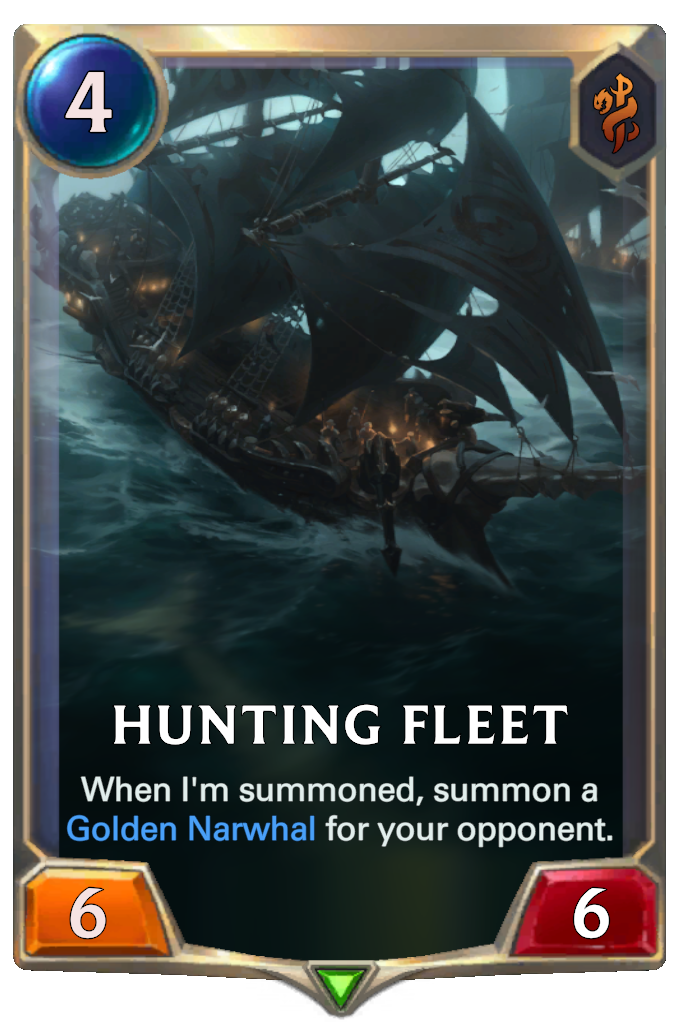 4
HUNTING FLEET
When I'm summoned, summon a
Golden Narwhal for your opponent.
6
6